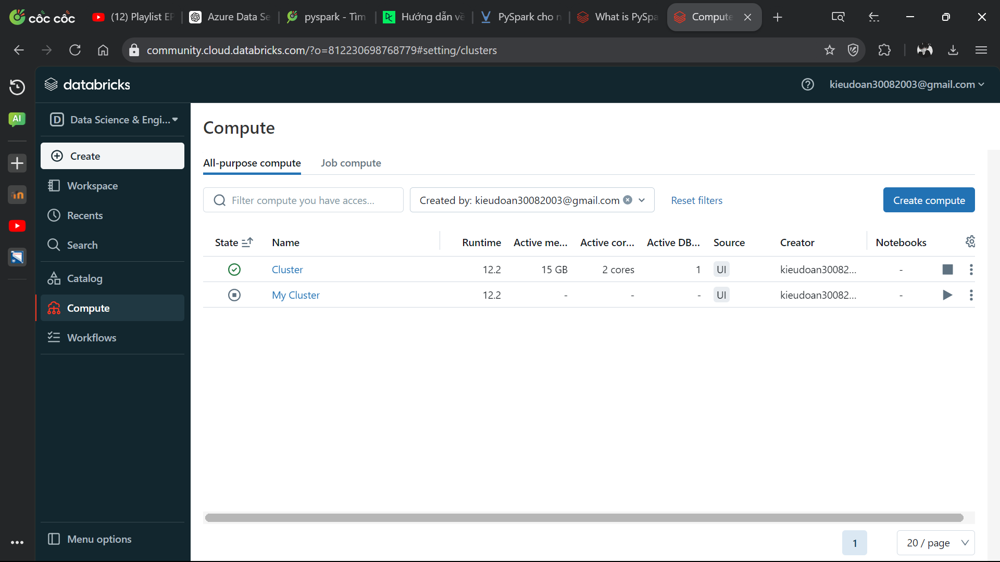 cốc cốc
(12) Playlist EP
Azure Data Se
pyspark - Tìm
Hướng dẫn về
PySpark cho n
What is PySpa
Compute
community.cloud.databricks.com/?o=812230698768779#setting/clusters
databricks
kieudoan30082003@gmail.com
AI
D Data Science & Engi...
Create
Workspace
Recents
Search
Catalog
Compute
Workflows
Menu options
Compute
All-purpose compute
Job compute
Filter compute you have acces...
Created by: kieudoan30082003@gmail.com
Reset filters
Create compute
State Name Runtime Active me... Active cor... Active DB... Source Creator Notebooks
Cluster 12.2 15 GB 2 cores 1 UI kieudoan30082... -
My Cluster 12.2 - - - UI kieudoan30082... -
1
20 / page